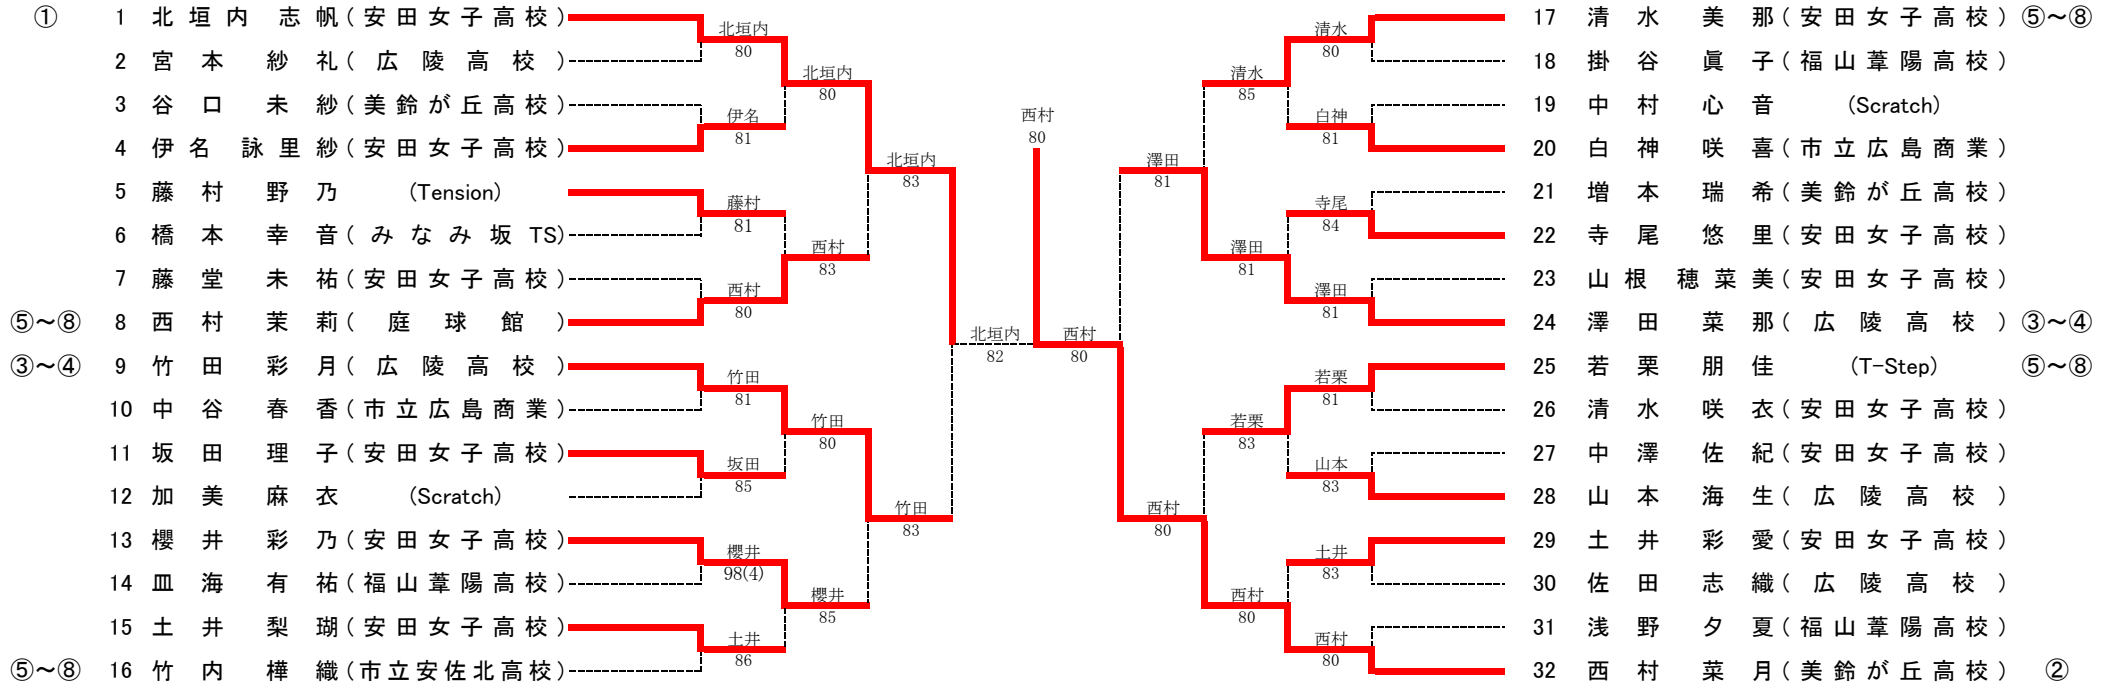 ① 1 北垣内 志帆(安田女子高校)
2 宮本 紗礼(広陵高校)
3 谷口 未紗(美鈴が丘高校)
4 伊名 詠里紗(安田女子高校)
5 藤村 野乃 (Tension)
6 橋本 幸音(みなみ坂TS)
7 藤堂 未祐(安田女子高校)
⑤～⑧ 8 西村 茉莉(庭球館)
③～④ 9 竹田 彩月(広陵高校)
10 中谷 春香(市立広島商業)
11 坂田 理子(安田女子高校)
12 加美 麻衣 (Scratch)
13 櫻井 彩乃(安田女子高校)
14 皿海 有祐(福山葦陽高校)
15 土井 梨瑚(安田女子高校)
⑤～⑧ 16 竹内 樺織(市立安佐北高校)
北垣内
80
伊名
81
藤村
81
西村
80
竹田
81
坂田
85
櫻井
98(4)
土井
86
北垣内
80
西村
83
竹田
80
櫻井
85
北垣内
83
竹田
83
北垣内
82
西村
80
西村
80
澤田
81
西村
80
清水
85
澤田
81
若栗
83
西村
80
清水
80
白神
81
寺尾
84
澤田
81
若栗
81
山本
83
土井
83
西村
80
17 清水 美那(安田女子高校) ⑤～⑧
18 掛谷 眞子(福山葦陽高校)
19 中村 心音 (Scratch)
20 白神 咲喜(市立広島商業)
21 増本 瑞希(美鈴が丘高校)
22 寺尾 悠里(安田女子高校)
23 山根 穂菜美(安田女子高校)
24 澤田 菜那(広陵高校) ③～④
25 若栗 朋佳 (T-Step) ⑤～⑧
26 清水 咲衣(安田女子高校)
27 中澤 佐紀(安田女子高校)
28 山本 海生(広陵高校)
29 土井 彩愛(安田女子高校)
30 佐田 志織(広陵高校)
31 浅野 夕夏(福山葦陽高校)
32 西村 菜月(美鈴が丘高校) ②